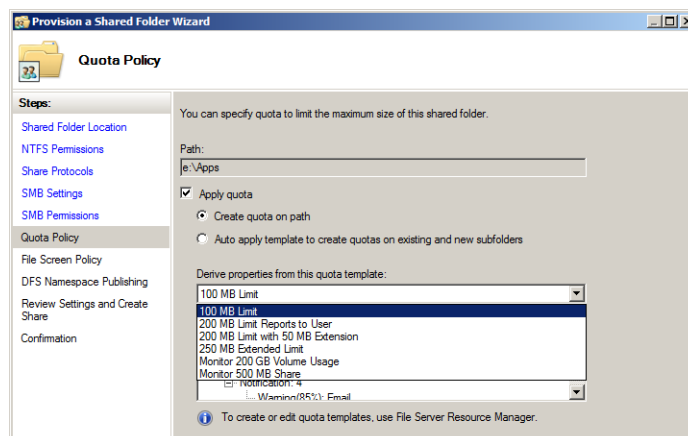 Provision a Shared Folder Wizard
Quota Policy
Steps:
Shared Folder Location
NTFS Permissions
Share Protocols
SMB Settings
SMB Permissions
Quota Policy
File Screen Policy
DFS Namespace Publishing
Review Settings and Create
Share
Confirmation
You can specify quota to limit the maximum size of this shared folder.
Path:
e:\Apps
Apply quota
Create quota on path
Auto apply template to create quotas on existing and new subfolders
Derive properties from this quota template:
100 MB Limit
100 MB Limit
200 MB Limit Reports to User
200 MB Limit with 50 MB Extension
250 MB Extended Limit
Monitor 200 GB Volume Usage
Monitor 500 MB Share
Notification: 4
Warning(85%): Email
To create or edit quota templates, use File Server Resource Manager.